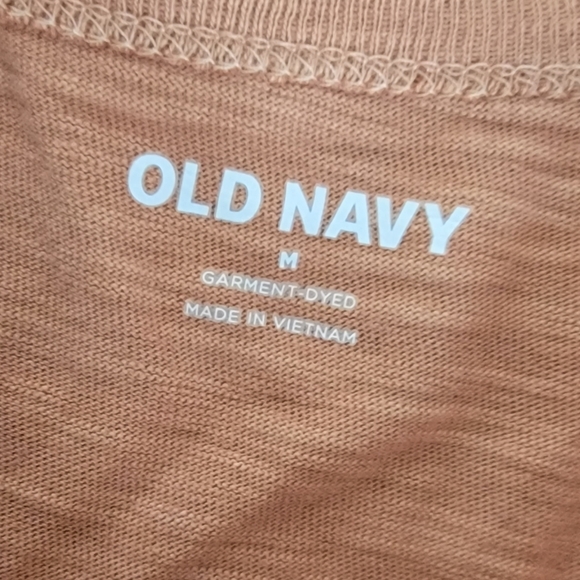 OLD NAVY
M
GARMENT-DYED
MADE IN VIETNAM